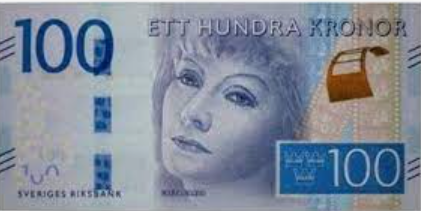 100 ETT HUNDRA KRONOR
100
SVERIGES RIKSBANK